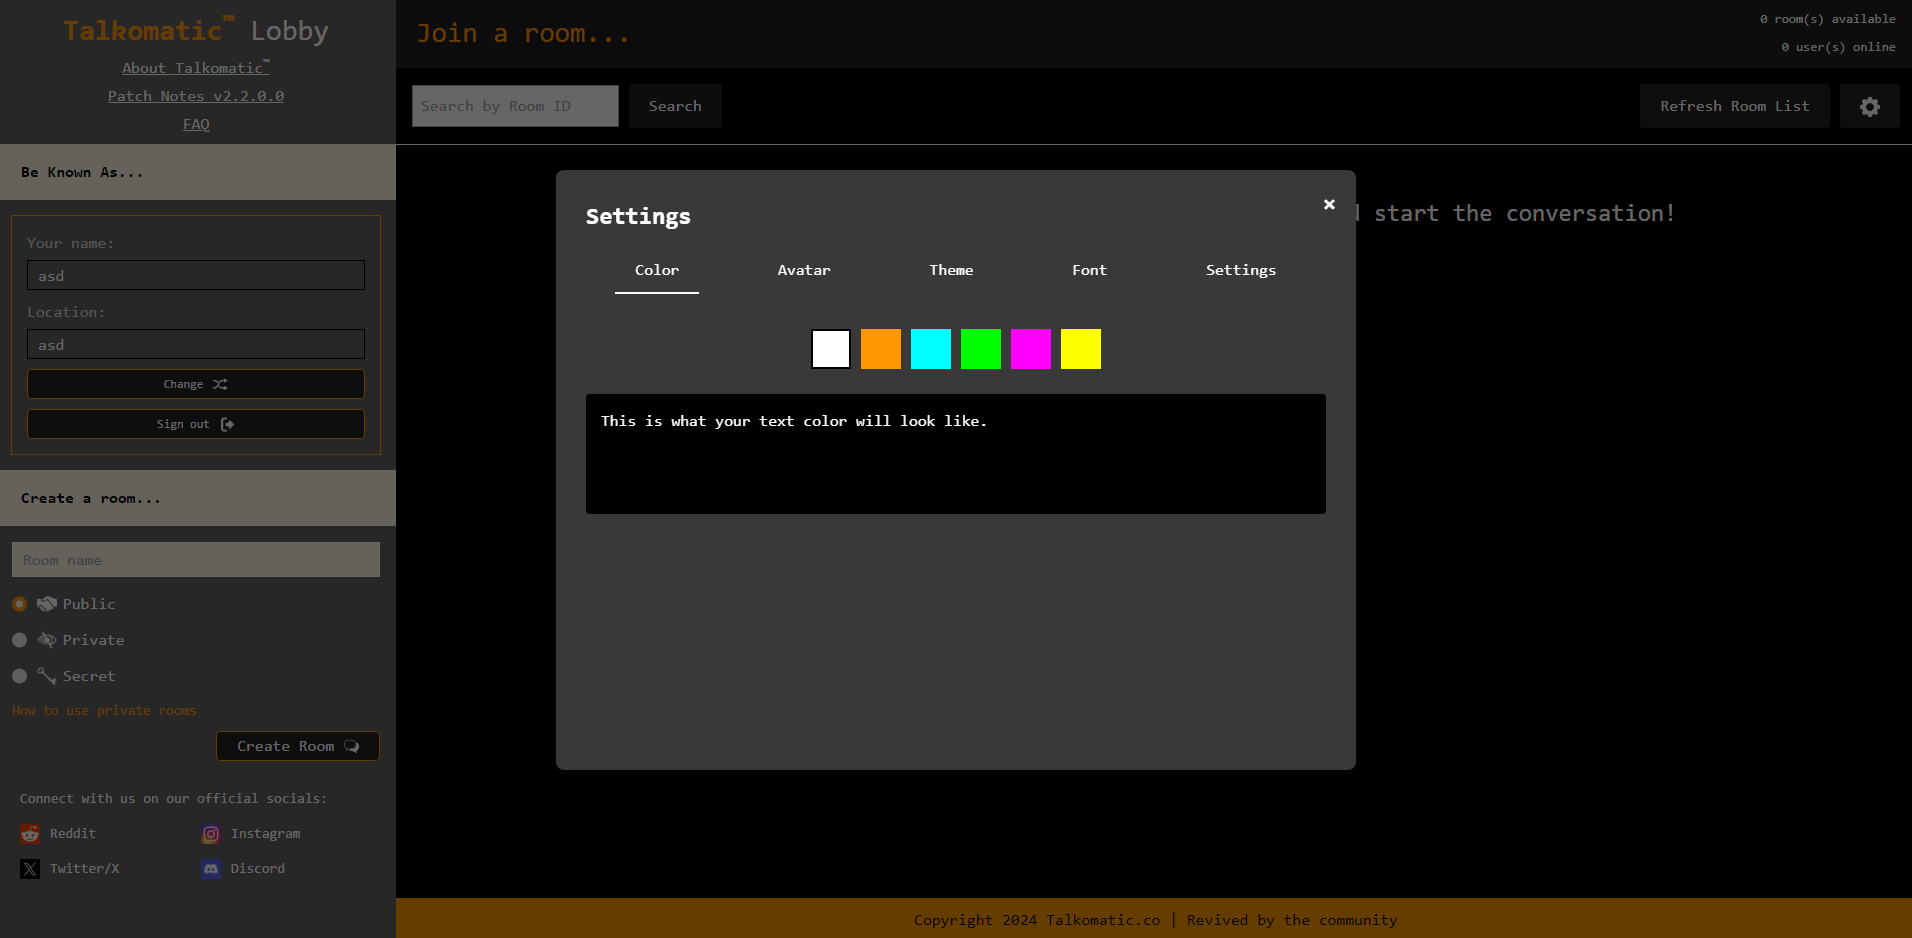 Talkomatic™ Lobby
About Talkomatic™
Patch Notes v2.2.0.0
FAQ
Be Known As...
Your name:
asd
Location:
asd
Change
Sign out
Create a room...
Room name
Public
Private
Secret
How to use private rooms
Create Room
Connect with us on our official socials:
Reddit
Instagram
Twitter/X
Discord
Join a room...
0 room(s) available
0 user(s) online
Search by Room ID
Search
Refresh Room List
start the conversation!
Settings
×
Color
Avatar
Theme
Font
Settings
This is what your text color will look like.
Copyright 2024 Talkomatic.co | Revived by the community